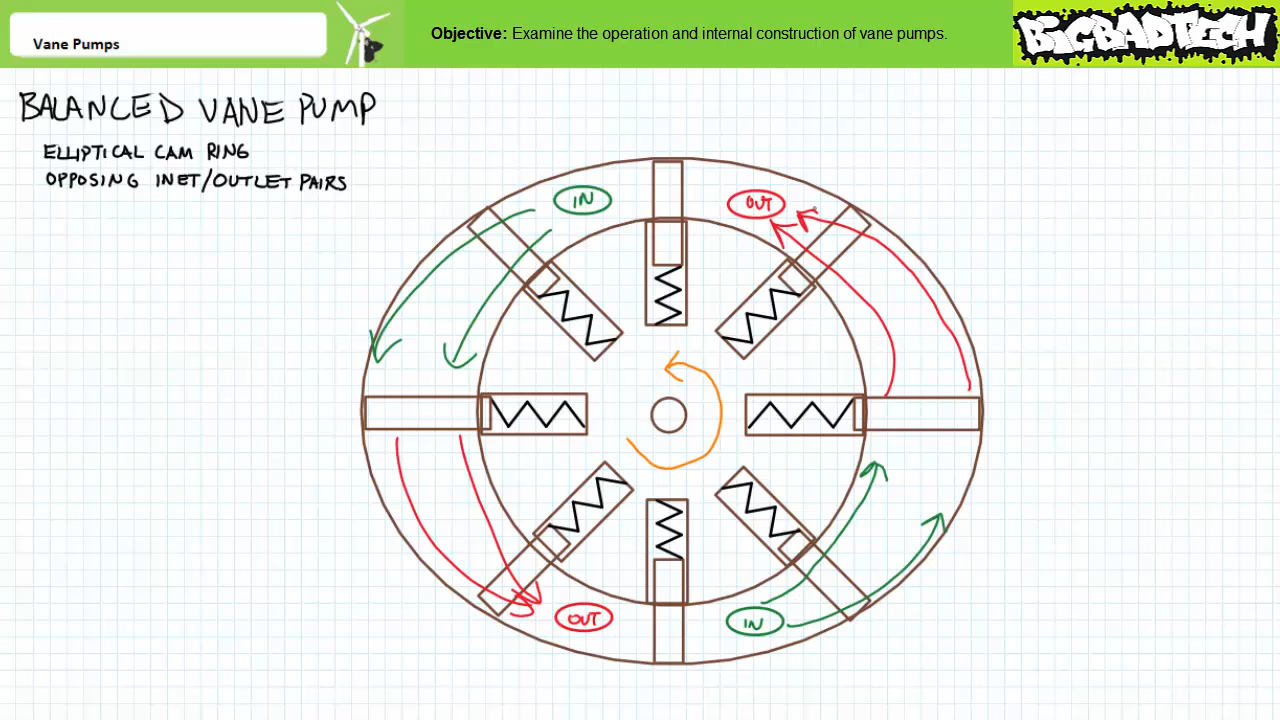 Vane Pumps
Objective: Examine the operation and internal construction of vane pumps.
BIGBADTECH
BALANCED VANE PUMP
ELLIPTICAL CAM RING
OPPOSING INET/OUTLET PAIRS
IN
OUT
OUT
IN